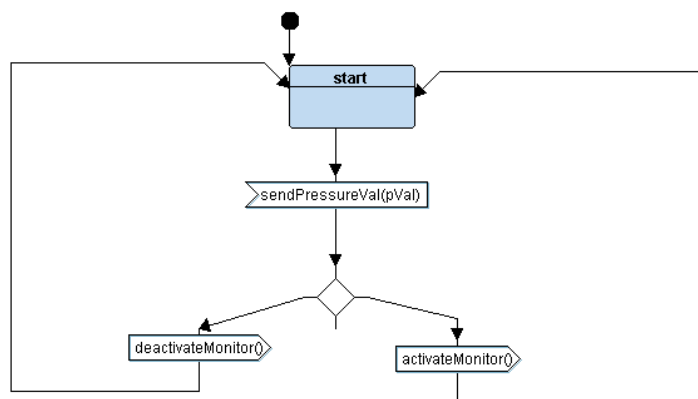 start
sendPressureVal(pVal)
deactivateMonitor()
activateMonitor()